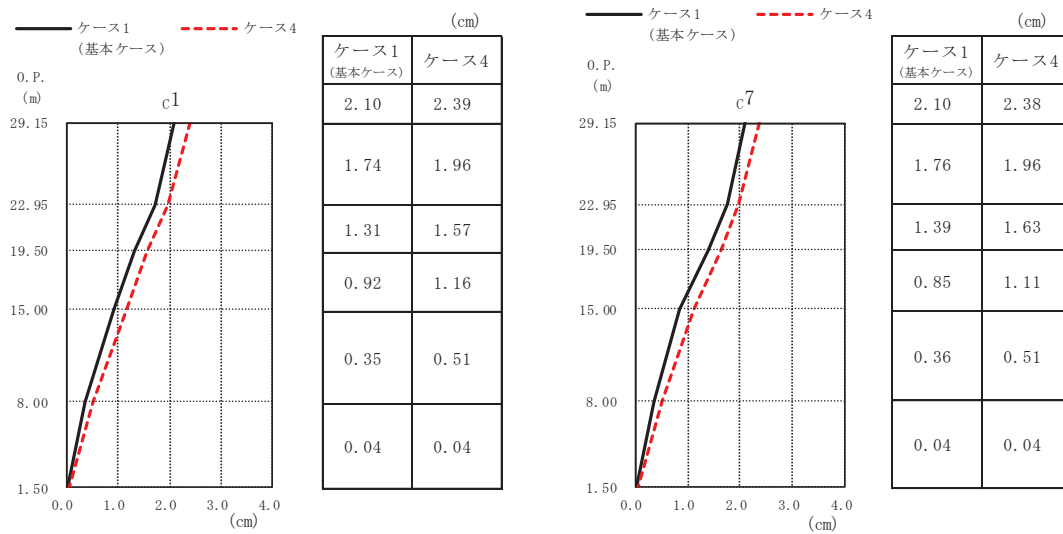 ケース1 ケース4
(基本ケース)
(cm)
ケース1 ケース4
(基本ケース)
2.10 2.39
1.74 1.96
1.31 1.57
0.92 1.16
0.35 0.51
0.04 0.04
O.P.
(m)
C1
29.15
22.95
19.50
15.00
8.00
1.50
0.0 1.0 2.0 3.0 4.0
(cm)
ケース1 ケース4
(基本ケース)
(cm)
ケース1 ケース4
(基本ケース)
2.10 2.38
1.76 1.96
1.39 1.63
0.85 1.11
0.36 0.51
0.04 0.04
O.P.
(m)
C7
29.15
22.95
19.50
15.00
8.00
1.50
0.0 1.0 2.0 3.0 4.0
(cm)